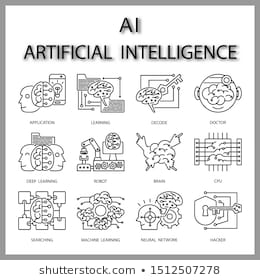 AI
ARTIFICIAL INTELLIGENCE
APPLICATION
LEARNING
DECODE
DOCTOR
DEEP LEARNING
ROBOT
BRAIN
CPU
SEARCHING
MACHINE LEARNING
NEURAL NETWORK
HACKER
shutterstock.com • 1512507278